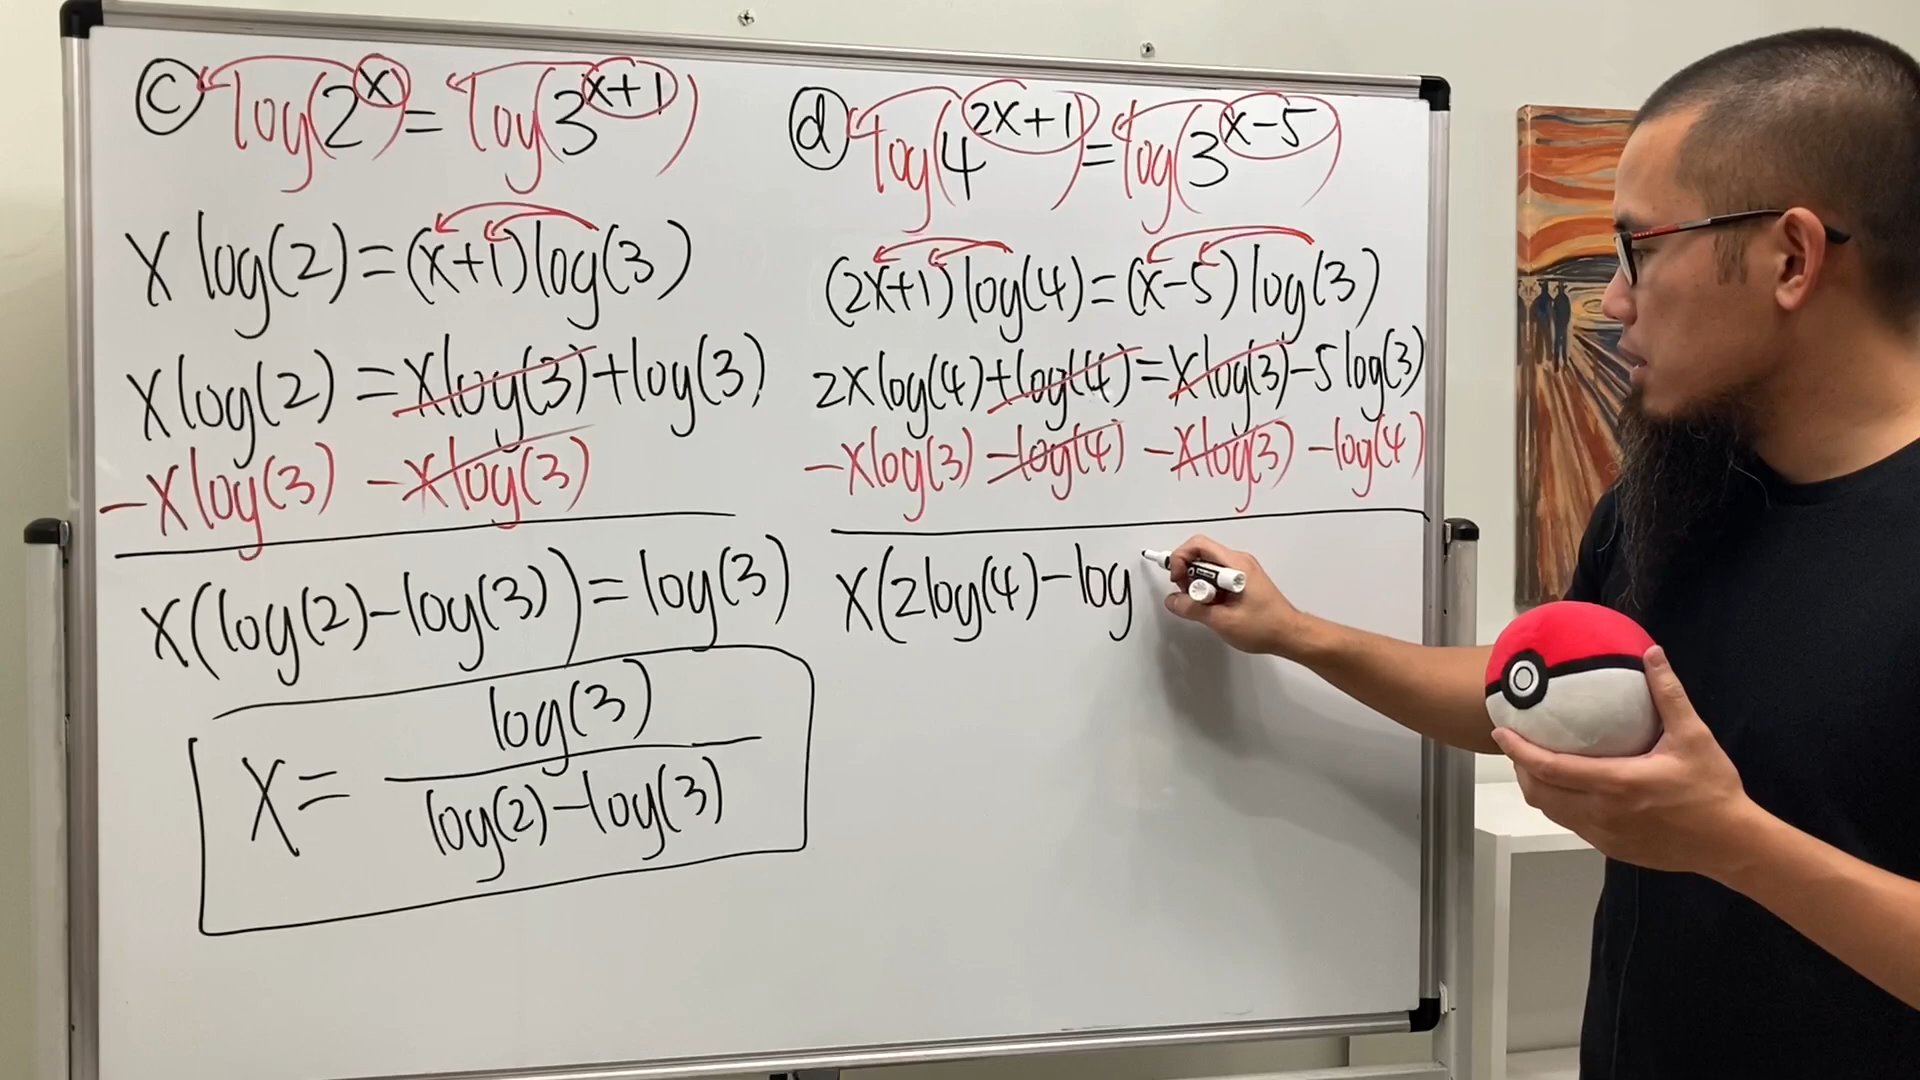 ⓒ log(2^x) = log(3^(x+1))
x log(2) = (x+1) log(3)
x log(2) = x log(3) + log(3)
-x log(3) -x log(3)
x(log(2) - log(3)) = log(3)
x = log(3) / (log(2) - log(3))
ⓓ log(4^(2x+1)) = log(3^(x-5))
(2x+1) log(4) = (x-5) log(3)
2x log(4) + log(4) = x log(3) - 5 log(3)
-x log(3) - log(4) -x log(3) - log(4)
x(2log(4) - log